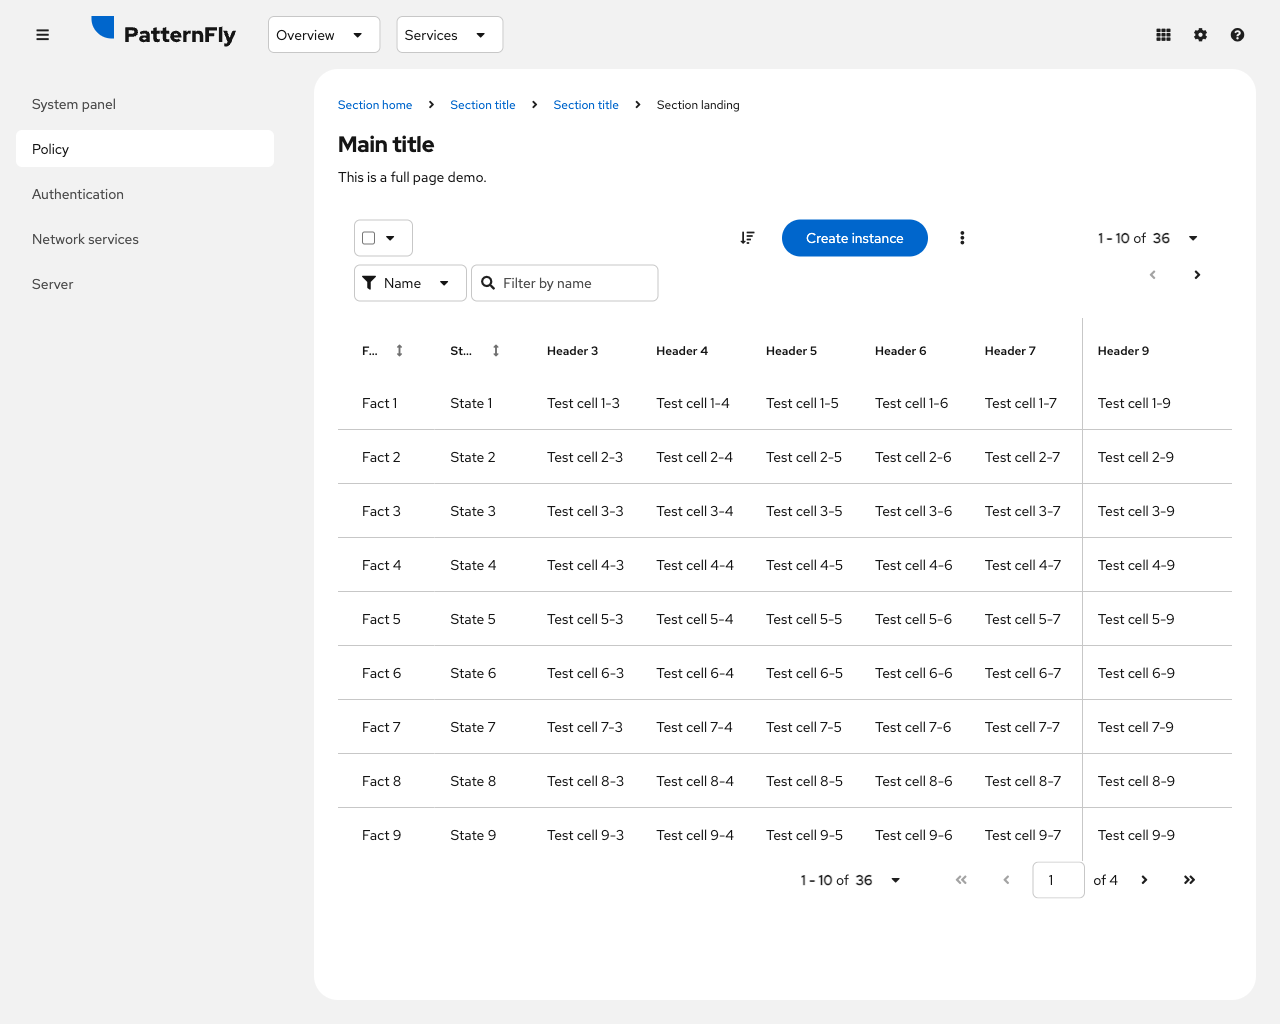 PatternFly Overview Services
System panel
Policy
Authentication
Network services
Server
Section home Section title Section title Section landing
Main title
This is a full page demo.
Create instance 1 - 10 of 36
Name Filter by name
F... St... Header 3 Header 4 Header 5 Header 6 Header 7 Header 9
Fact 1 State 1 Test cell 1-3 Test cell 1-4 Test cell 1-5 Test cell 1-6 Test cell 1-7 Test cell 1-9
Fact 2 State 2 Test cell 2-3 Test cell 2-4 Test cell 2-5 Test cell 2-6 Test cell 2-7 Test cell 2-9
Fact 3 State 3 Test cell 3-3 Test cell 3-4 Test cell 3-5 Test cell 3-6 Test cell 3-7 Test cell 3-9
Fact 4 State 4 Test cell 4-3 Test cell 4-4 Test cell 4-5 Test cell 4-6 Test cell 4-7 Test cell 4-9
Fact 5 State 5 Test cell 5-3 Test cell 5-4 Test cell 5-5 Test cell 5-6 Test cell 5-7 Test cell 5-9
Fact 6 State 6 Test cell 6-3 Test cell 6-4 Test cell 6-5 Test cell 6-6 Test cell 6-7 Test cell 6-9
Fact 7 State 7 Test cell 7-3 Test cell 7-4 Test cell 7-5 Test cell 7-6 Test cell 7-7 Test cell 7-9
Fact 8 State 8 Test cell 8-3 Test cell 8-4 Test cell 8-5 Test cell 8-6 Test cell 8-7 Test cell 8-9
Fact 9 State 9 Test cell 9-3 Test cell 9-4 Test cell 9-5 Test cell 9-6 Test cell 9-7 Test cell 9-9
1 - 10 of 36 1 of 4